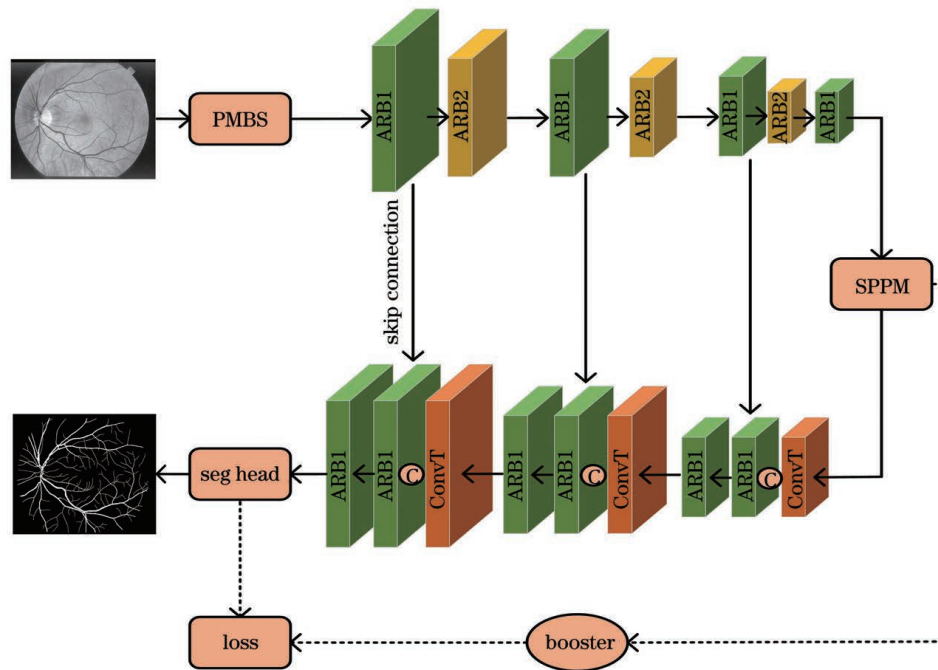 PMBS
ARB1
ARB2
ARB1
ARB2
ARB1
ARB2
ARB1
skip connection
SPPM
seg head
ARB1
ARB1
C
ConvT
ARB1
ARB1
C
ConvT
ARB1
ARB1
C
ConvT
loss
booster